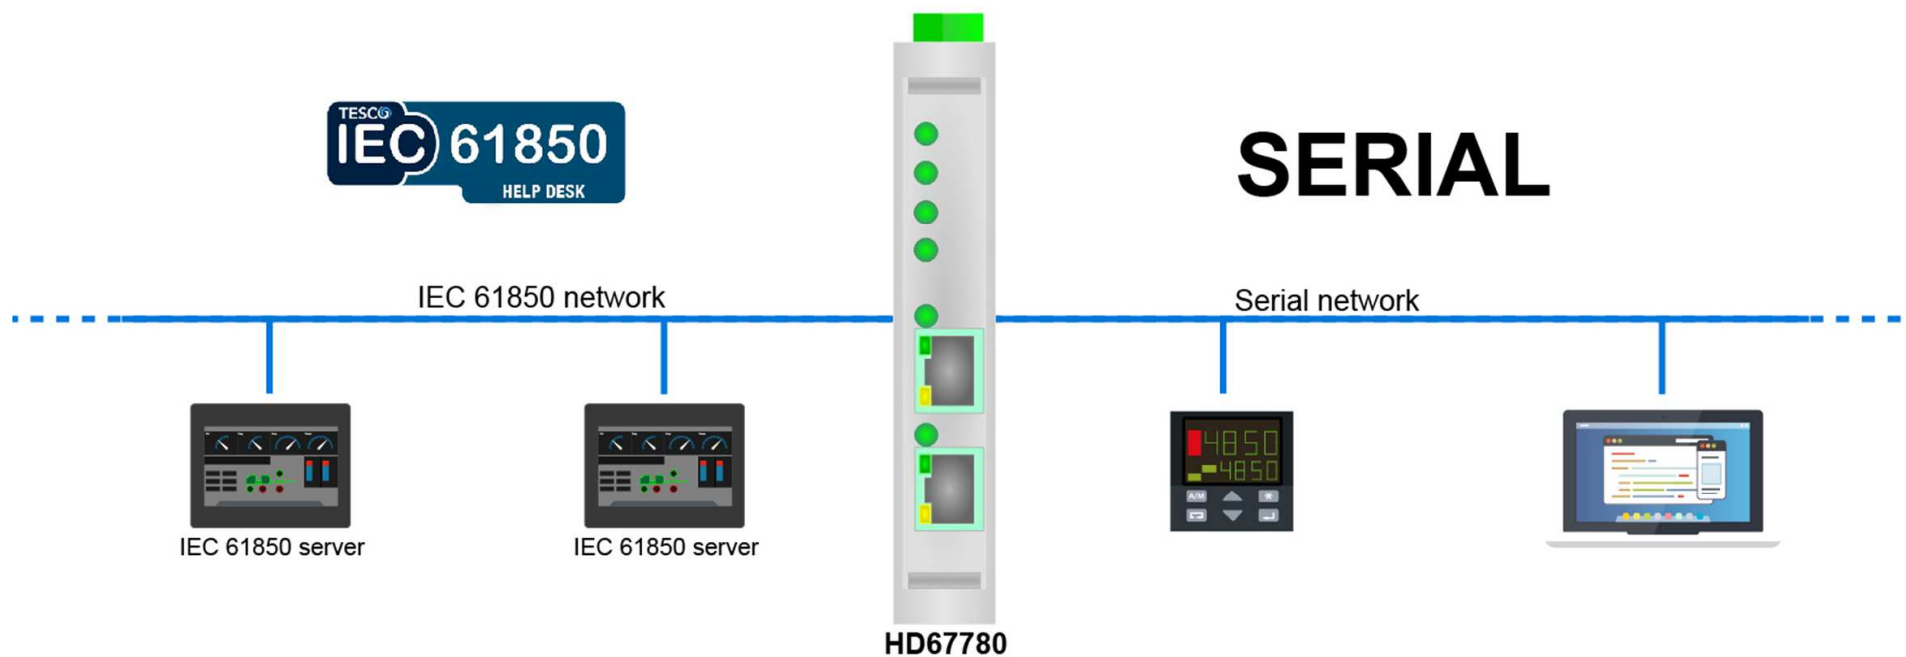 TESCO
IEC 61850
HELP DESK
SERIAL
IEC 61850 network
Serial network
4850
4850
A/M
IEC 61850 server
IEC 61850 server
HD67780